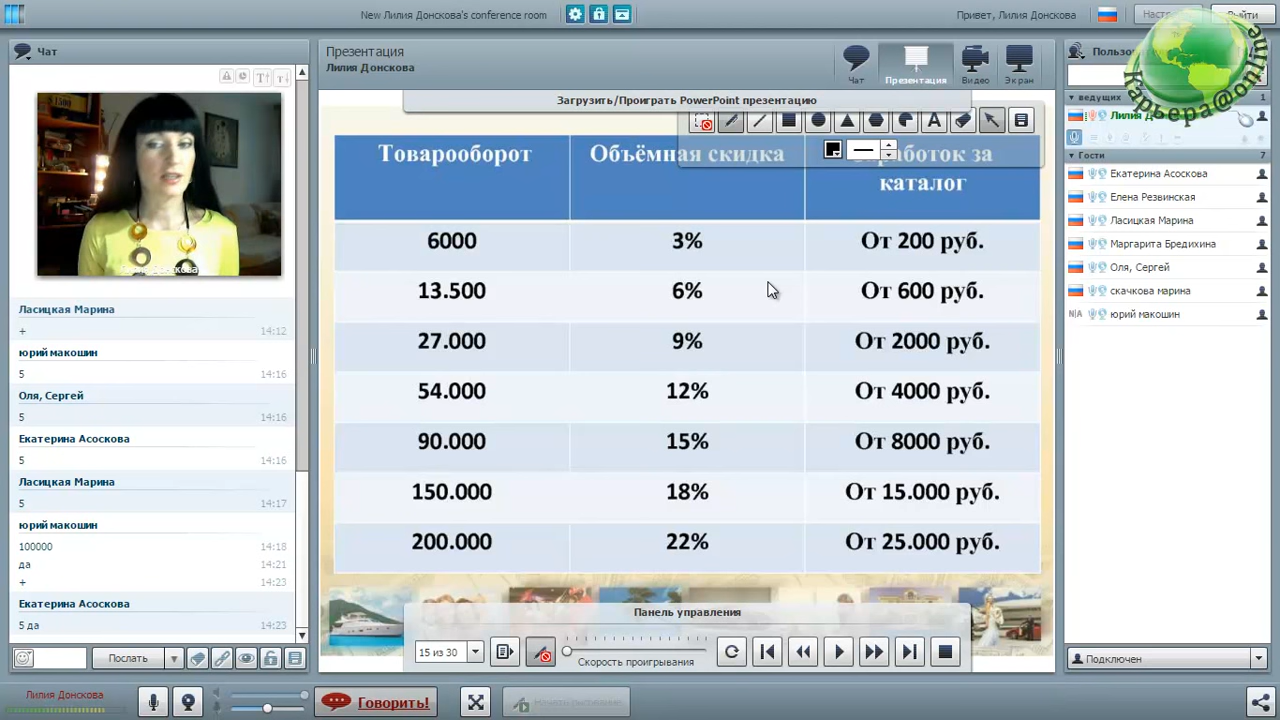 New Лилия Донскова's conference room
Привет, Лилия Донскова
Выйти
Чат
Ласицкая Марина
+
14:12
юрий макошин
5
14:16
Оля, Сергей
5
14:16
Екатерина Асоскова
5
14:16
Ласицкая Марина
5
14:17
юрий макошин
100000
14:18
да
14:21
+
14:23
Екатерина Асоскова
5 да
14:23
Послать
Презентация
Лилия Донскова
Чат
Презентация
Видео
Экран
Загрузить/Проиграть PowerPoint презентацию
Товарооборот
Объёмная скидка
Заработок за
каталог
6000 3% От 200 руб.
13.500 6% От 600 руб.
27.000 9% От 2000 руб.
54.000 12% От 4000 руб.
90.000 15% От 8000 руб.
150.000 18% От 15.000 руб.
200.000 22% От 25.000 руб.
Панель управления
15 из 30
Скорость проигрывания
Карьера@online
ведущих 1
Гости 7
Екатерина Асоскова
Елена Резвинская
Ласицкая Марина
Маргарита Бредихина
Оля, Сергей
скачкова марина
N/A юрий макошин
Подключен
Лилия Донскова
Говорить!